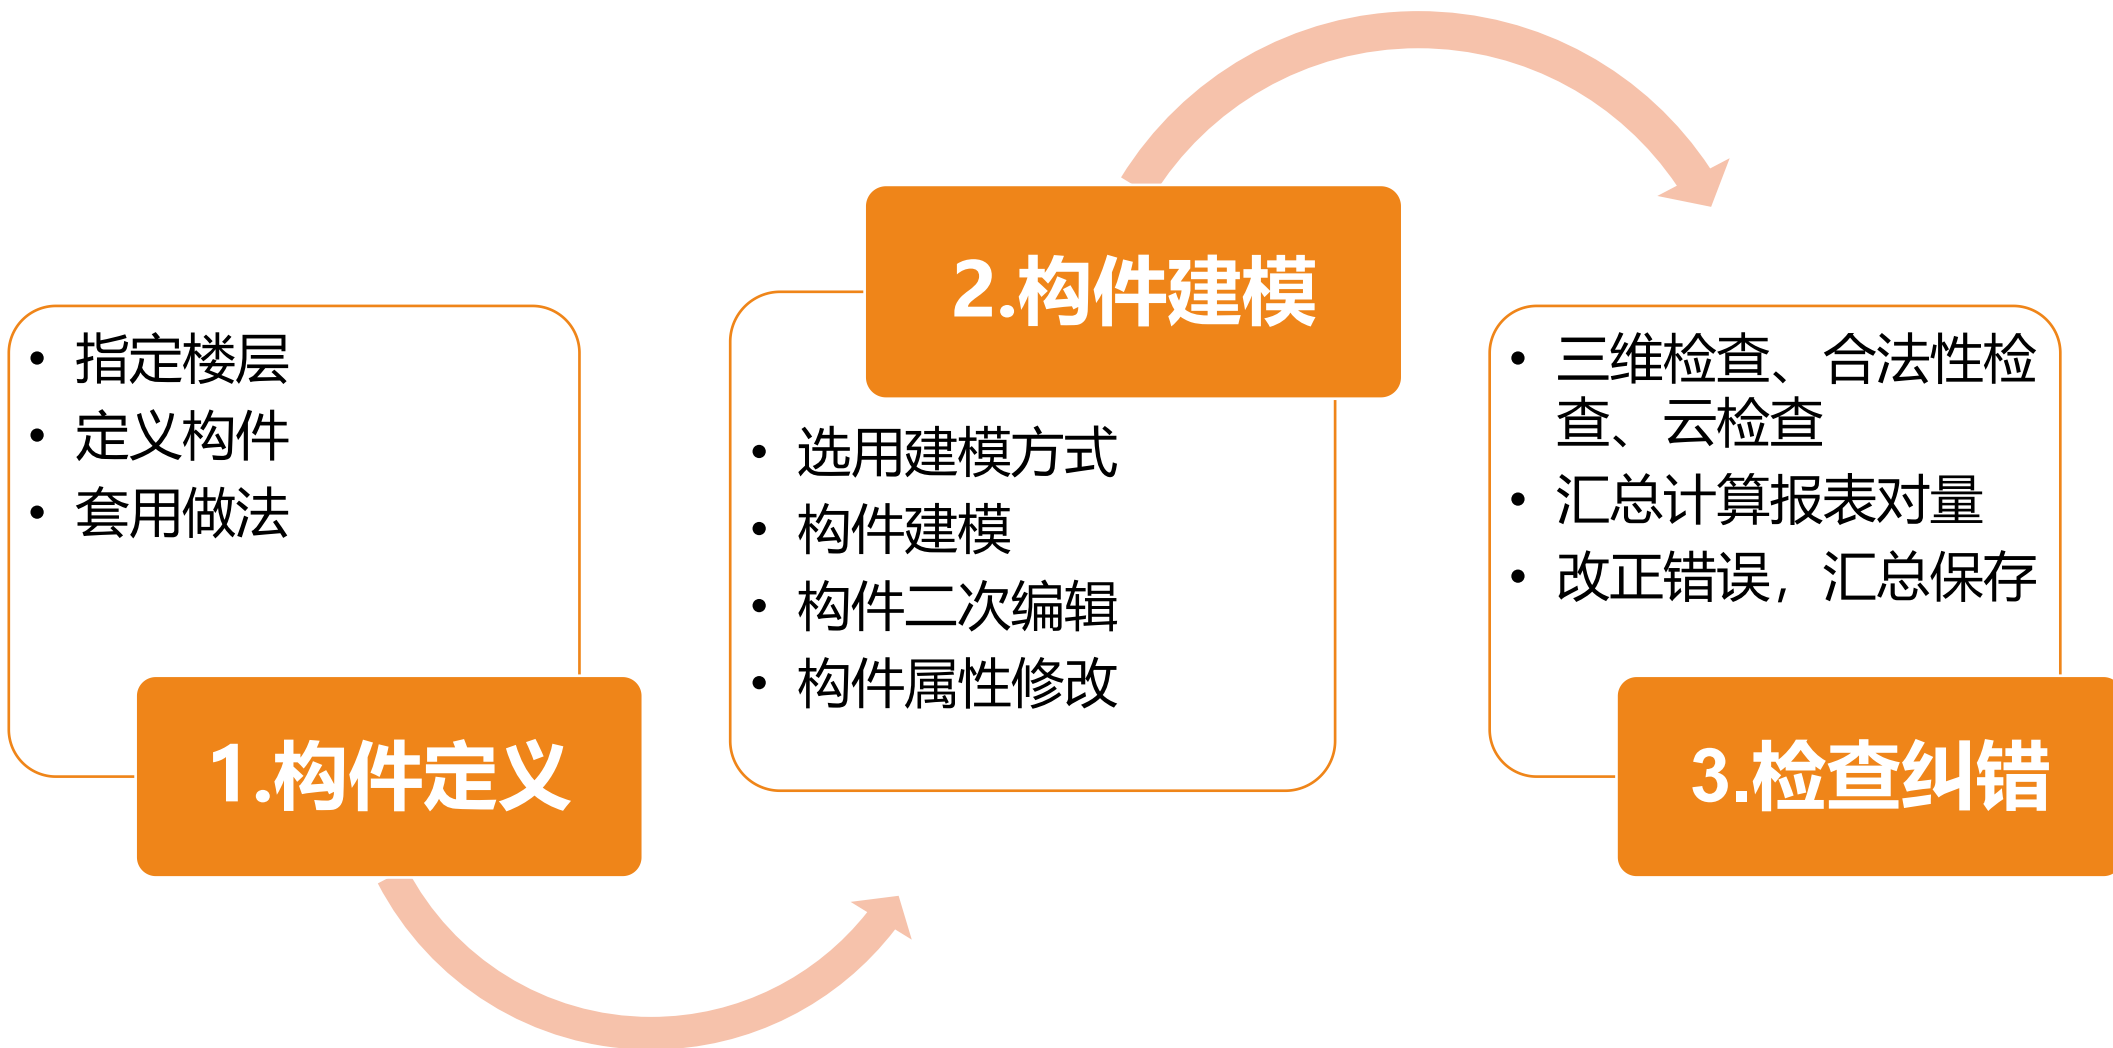 • 指定楼层
• 定义构件
• 套用做法
1.构件定义
2.构件建模
• 选用建模方式
• 构件建模
• 构件二次编辑
• 构件属性修改
• 三维检查、合法性检
查、云检查
• 汇总计算报表对量
• 改正错误，汇总保存
3.检查纠错